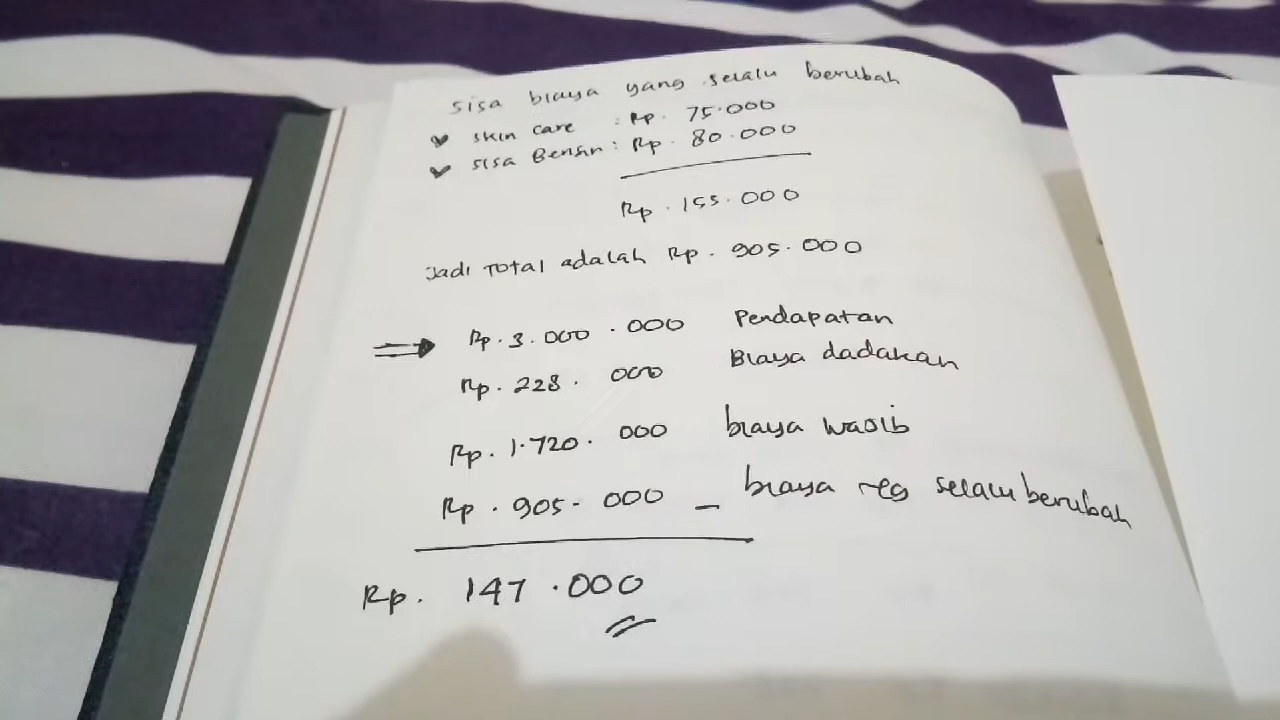 sisa biaya yang selalu berubah
skin care : Rp. 75.000
sisa Bensin : Rp. 80.000
Rp. 155.000
Jadi Total adalah Rp. 905.000
Rp. 3.000.000 Pendapatan
Rp. 228.000 Biaya dadakan
Rp. 1.720.000 biaya wajib
Rp. 905.000 - biaya yg selalu berubah
Rp. 147.000